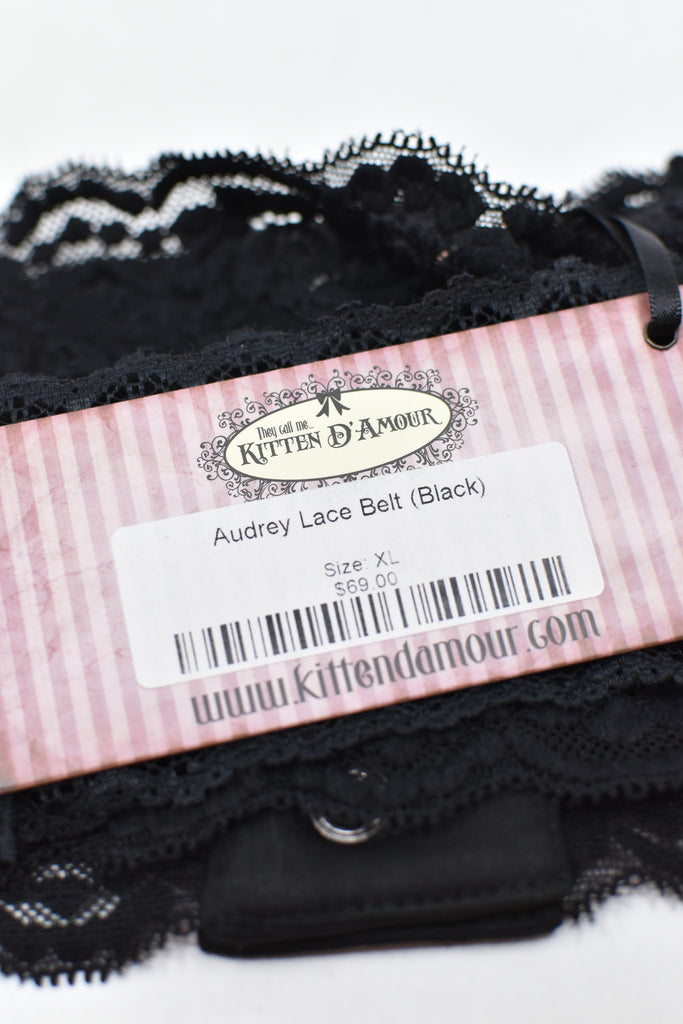 They call me...
KITTEN D'AMOUR
Audrey Lace Belt (Black)
Size: XL
$69.00
www.kittendamour.com